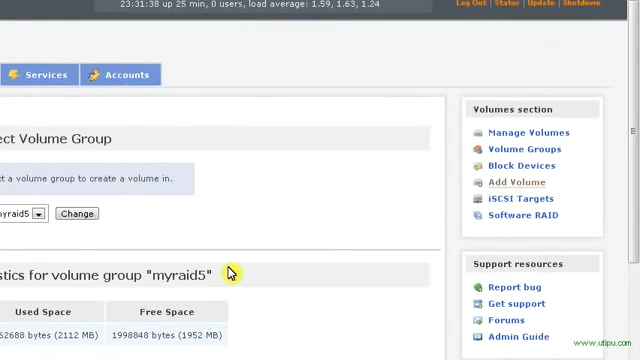 23:31:38 up 25 min, 0 users, load average: 1.59, 1.63, 1.24
Log Out | Status | Update | Shutdown
Services
Accounts
ect Volume Group
ct a volume group to create a volume in.
myraid5
Change
stics for volume group "myraid5"
Used Space
Free Space
62688 bytes (2112 MB)
1998848 bytes (1952 MB)
Volumes section
Manage Volumes
Volume Groups
Block Devices
Add Volume
iSCSI Targets
Software RAID
Support resources
Report bug
Get support
Forums
Admin Guide
www.utipu.com